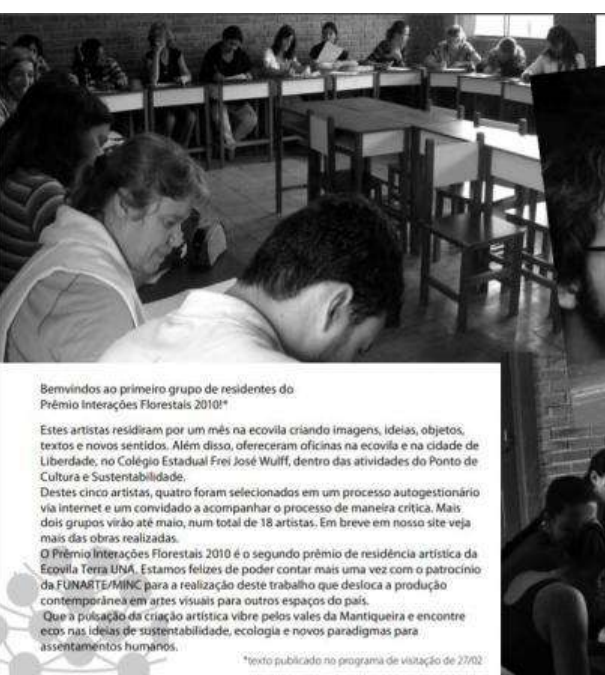 Bemvindos ao primeiro grupo de residentes do
Prêmio Interações Florestais 2010!*
Estes artistas residiram por um mês na ecovila criando imagens, ideias, objetos,
textos e novos sentidos. Além disso, ofereceram oficinas na ecovila e na cidade de
Liberdade, no Colégio Estadual Frei José Wulff, dentro das atividades do Ponto de
Cultura e Sustentabilidade.
Destes cinco artistas, quatro foram selecionados em um processo autogestionário
via internet e um convidado a acompanhar o processo de maneira critica. Mais
dois grupos virão até maio, num total de 18 artistas. Em breve em nosso site veja
mais das obras realizadas.
O Prêmio Interações Florestais 2010 é o segundo prêmio de residência artística da
Ecovila Terra UNA. Estamos felizes de poder contar mais uma vez com o patrocínio
da FUNARTE/MINC para a realização deste trabalho que desloca a produção
contemporânea em artes visuais para outros espaços do país.
Que a pulsação da criação artística vibre pelos vales da Mantiqueira e encontre
ecos nas ideias de sustentabilidade, ecologia e novos paradigmas para
assentamentos humanos.
*texto publicado no programa de visitação de 27/02